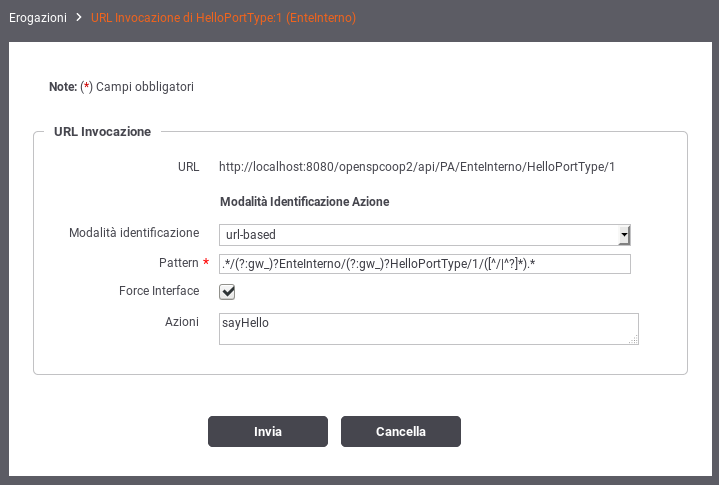 Erogazioni > URL Invocazione di HelloPortType:1 (EnteInterno)
Note: (*) Campi obbligatori
URL Invocazione
URL http://localhost:8080/openspcoop2/api/PA/EnteInterno/HelloPortType/1
Modalità Identificazione Azione
Modalità identificazione url-based
Pattern * .*/(?:gw_)?EnteInterno/(?:gw_)?HelloPortType/1/([^/|^?]*).*
Force Interface
Azioni sayHello
Invia Cancella